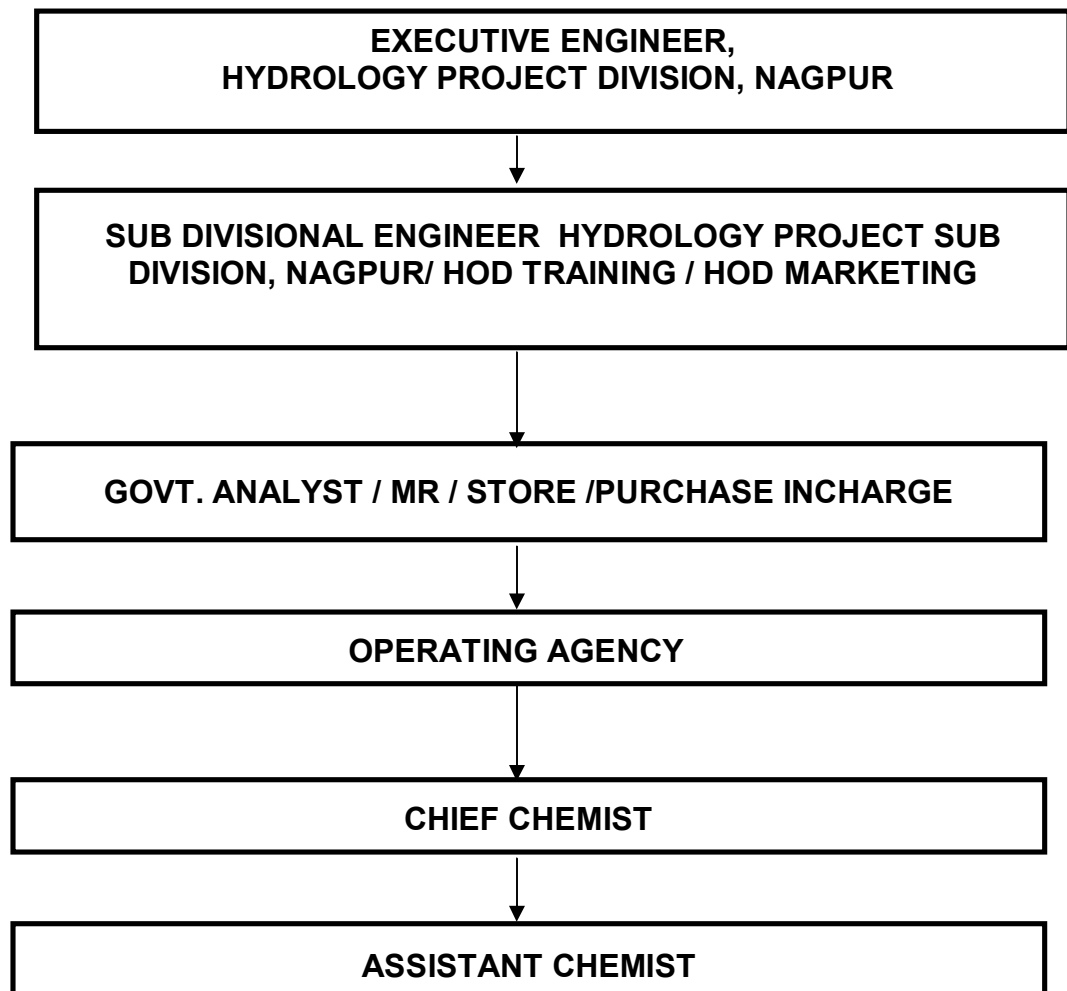 EXECUTIVE ENGINEER,
HYDROLOGY PROJECT DIVISION, NAGPUR
SUB DIVISIONAL ENGINEER  HYDROLOGY PROJECT SUB
DIVISION, NAGPUR/ HOD TRAINING / HOD MARKETING
GOVT. ANALYST / MR / STORE /PURCHASE INCHARGE
OPERATING AGENCY
CHIEF CHEMIST
ASSISTANT CHEMIST